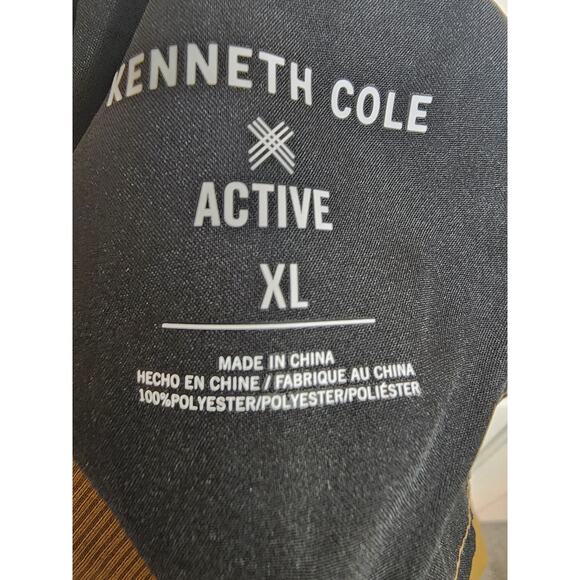 KENNETH COLE
ACTIVE
XL
MADE IN CHINA
HECHO EN CHINE / FABRIQUE AU CHINA
100%POLYESTER/POLYESTER/POLIÉSTER